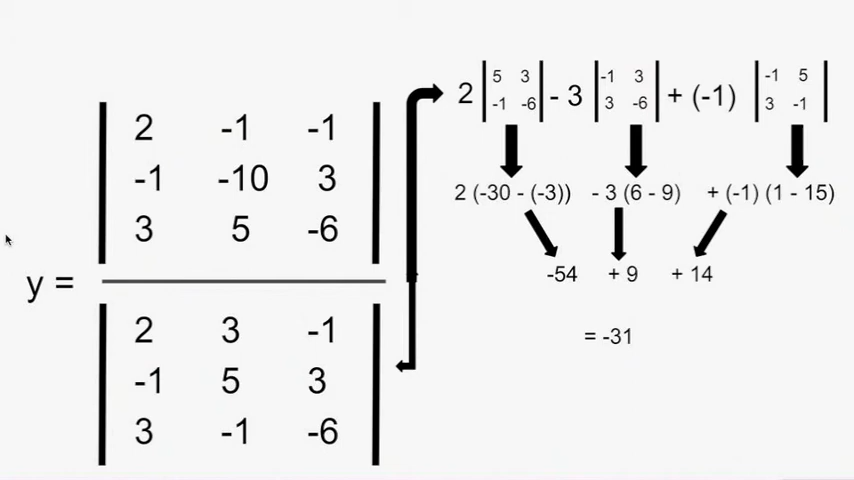 y =
2 -1 -1
-1 -10 3
3 5 -6
2 3 -1
-1 5 3
3 -1 -6
2 | 5 3 | - 3 | -1 3 | + (-1) | -1 5 |
| -1 -6 | | 3 -6 | | 3 -1 |
2 (-30 - (-3)) - 3 (6 - 9) + (-1) (1 - 15)
-54 + 9 + 14
= -31